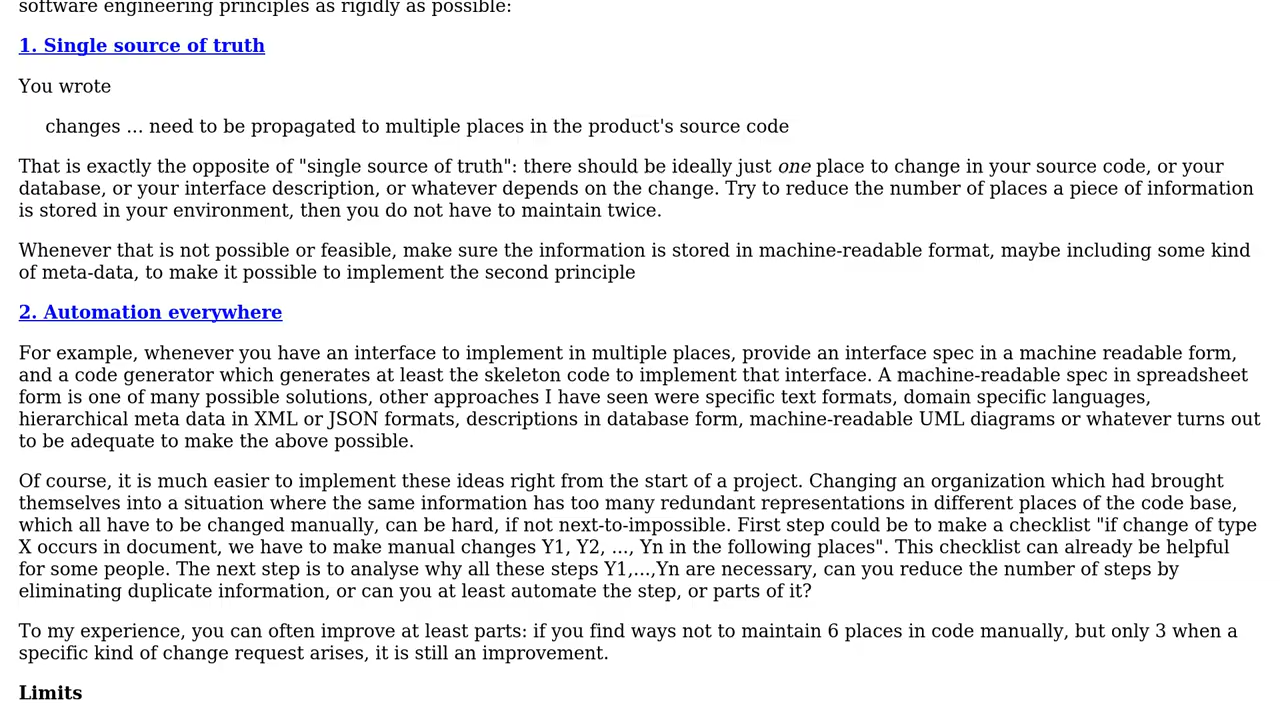 software engineering principles as rigidly as possible:
1. Single source of truth
You wrote
changes ... need to be propagated to multiple places in the product's source code
That is exactly the opposite of "single source of truth": there should be ideally just one place to change in your source code, or your
database, or your interface description, or whatever depends on the change. Try to reduce the number of places a piece of information
is stored in your environment, then you do not have to maintain twice.
Whenever that is not possible or feasible, make sure the information is stored in machine-readable format, maybe including some kind
of meta-data, to make it possible to implement the second principle
2. Automation everywhere
For example, whenever you have an interface to implement in multiple places, provide an interface spec in a machine readable form,
and a code generator which generates at least the skeleton code to implement that interface. A machine-readable spec in spreadsheet
form is one of many possible solutions, other approaches I have seen were specific text formats, domain specific languages,
hierarchical meta data in XML or JSON formats, descriptions in database form, machine-readable UML diagrams or whatever turns out
to be adequate to make the above possible.
Of course, it is much easier to implement these ideas right from the start of a project. Changing an organization which had brought
themselves into a situation where the same information has too many redundant representations in different places of the code base,
which all have to be changed manually, can be hard, if not next-to-impossible. First step could be to make a checklist "if change of type
X occurs in document, we have to make manual changes Y1, Y2, ..., Yn in the following places". This checklist can already be helpful
for some people. The next step is to analyse why all these steps Y1,...,Yn are necessary, can you reduce the number of steps by
eliminating duplicate information, or can you at least automate the step, or parts of it?
To my experience, you can often improve at least parts: if you find ways not to maintain 6 places in code manually, but only 3 when a
specific kind of change request arises, it is still an improvement.
Limits